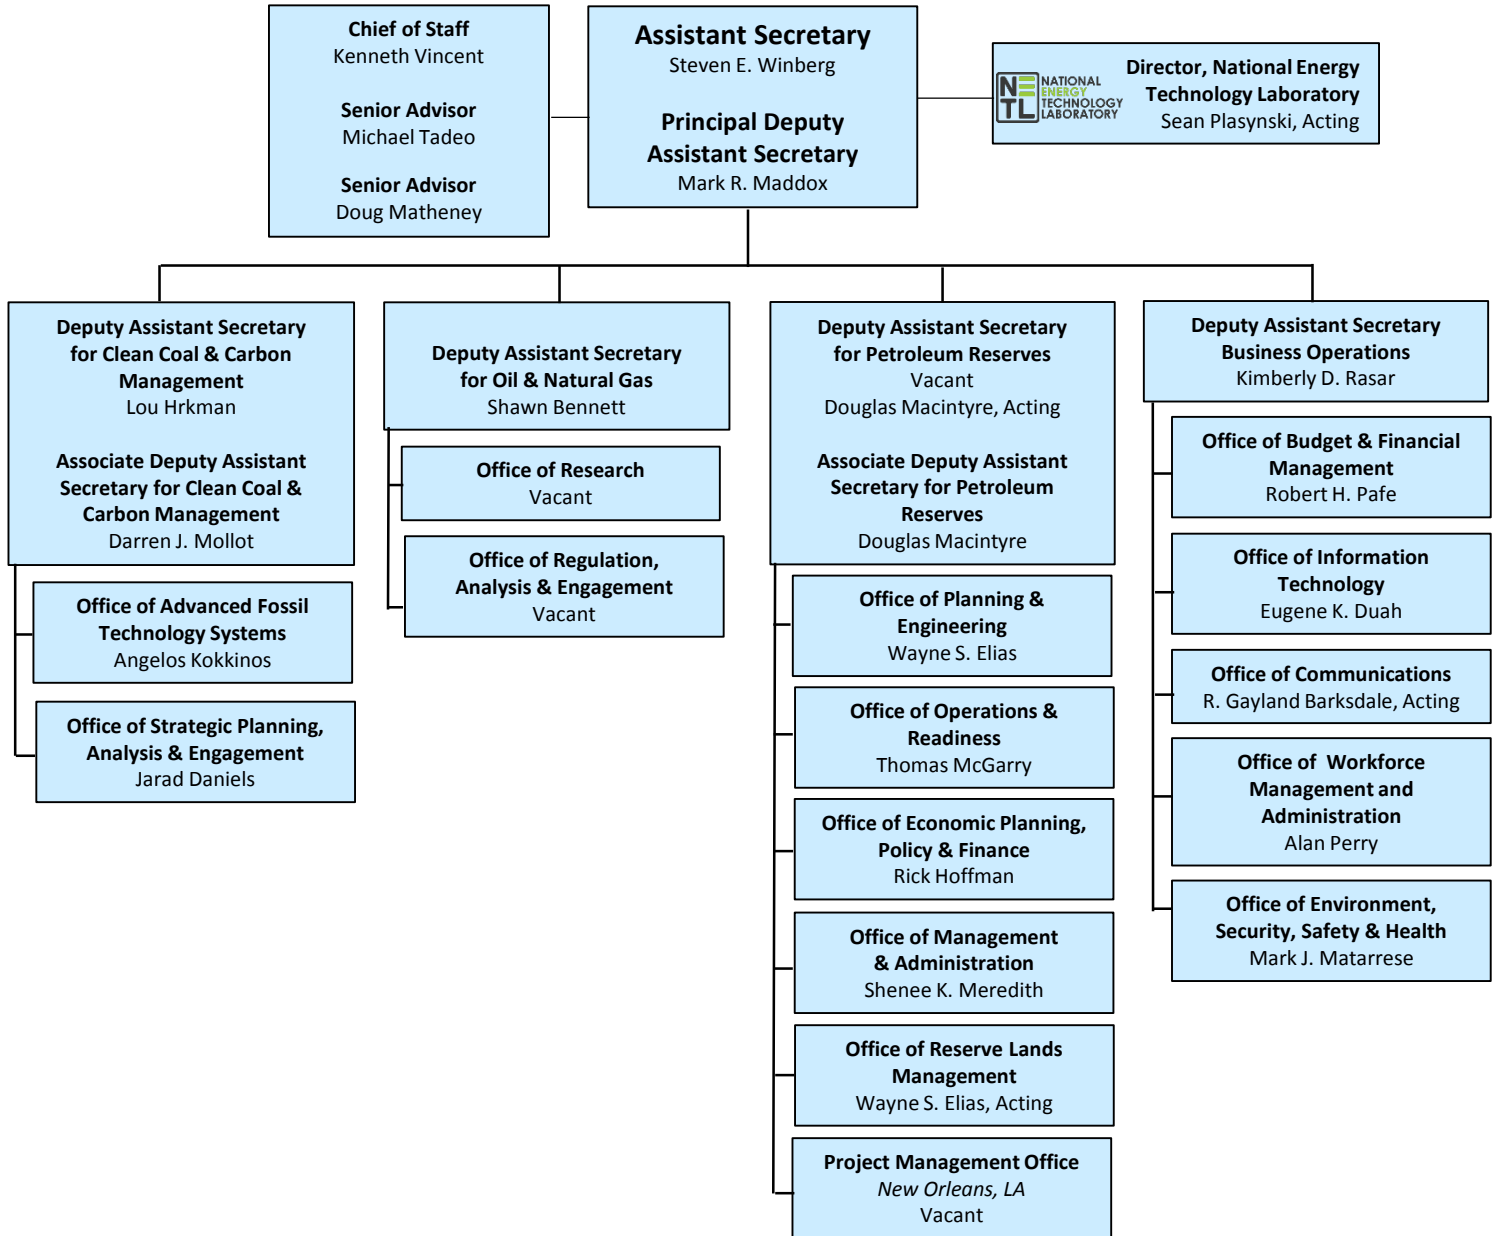 Chief of Staff
Kenneth Vincent
Senior Advisor
Michael Tadeo
Senior Advisor
Doug Matheney
Assistant Secretary
Steven E. Winberg
Principal Deputy
Assistant Secretary
Mark R. Maddox
NETL
NATIONAL
ENERGY
TECHNOLOGY
LABORATORY
Director, National Energy
Technology Laboratory
Sean Plasynski, Acting
Deputy Assistant Secretary
for Clean Coal & Carbon
Management
Lou Hrkman
Associate Deputy Assistant
Secretary for Clean Coal &
Carbon Management
Darren J. Mollot
Office of Advanced Fossil
Technology Systems
Angelos Kokkinos
Office of Strategic Planning,
Analysis & Engagement
Jarad Daniels
Deputy Assistant Secretary
for Oil & Natural Gas
Shawn Bennett
Office of Research
Vacant
Office of Regulation,
Analysis & Engagement
Vacant
Deputy Assistant Secretary
for Petroleum Reserves
Vacant
Douglas Macintyre, Acting
Associate Deputy Assistant
Secretary for Petroleum
Reserves
Douglas Macintyre
Office of Planning &
Engineering
Wayne S. Elias
Office of Operations &
Readiness
Thomas McGarry
Office of Economic Planning,
Policy & Finance
Rick Hoffman
Office of Management
& Administration
Shenee K. Meredith
Office of Reserve Lands
Management
Wayne S. Elias, Acting
Project Management Office
New Orleans, LA
Vacant
Deputy Assistant Secretary
Business Operations
Kimberly D. Rasar
Office of Budget & Financial
Management
Robert H. Pafe
Office of Information
Technology
Eugene K. Duah
Office of Communications
R. Gayland Barksdale, Acting
Office of Workforce
Management and
Administration
Alan Perry
Office of Environment,
Security, Safety & Health
Mark J. Matarrese